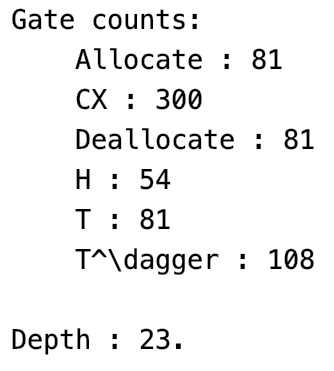 Gate counts:
Allocate : 81
CX : 300
Deallocate : 81
H : 54
T : 81
T^\dagger : 108
Depth : 23.